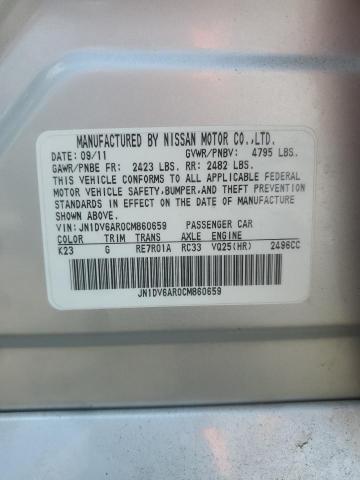 MANUFACTURED BY NISSAN MOTOR CO.,LTD.
DATE: 09/11 GVWR/PNBV: 4795 LBS.
GAWR/PNBE FR: 2423 LBS. RR: 2482 LBS.
THIS VEHICLE CONFORMS TO ALL APPLICABLE FEDERAL
MOTOR VEHICLE SAFETY,BUMPER,AND THEFT PREVENTION
STANDARDS IN EFFECT ON THE DATE OF MANUFACTURE
SHOWN ABOVE.
VIN: JN1DV6AR0CM860659 PASSENGER CAR
COLOR TRIM TRANS AXLE ENGINE
K23 G RE7R01A RC33 VQ25(HR) 2496CC
JN1DV6AR0CM860659